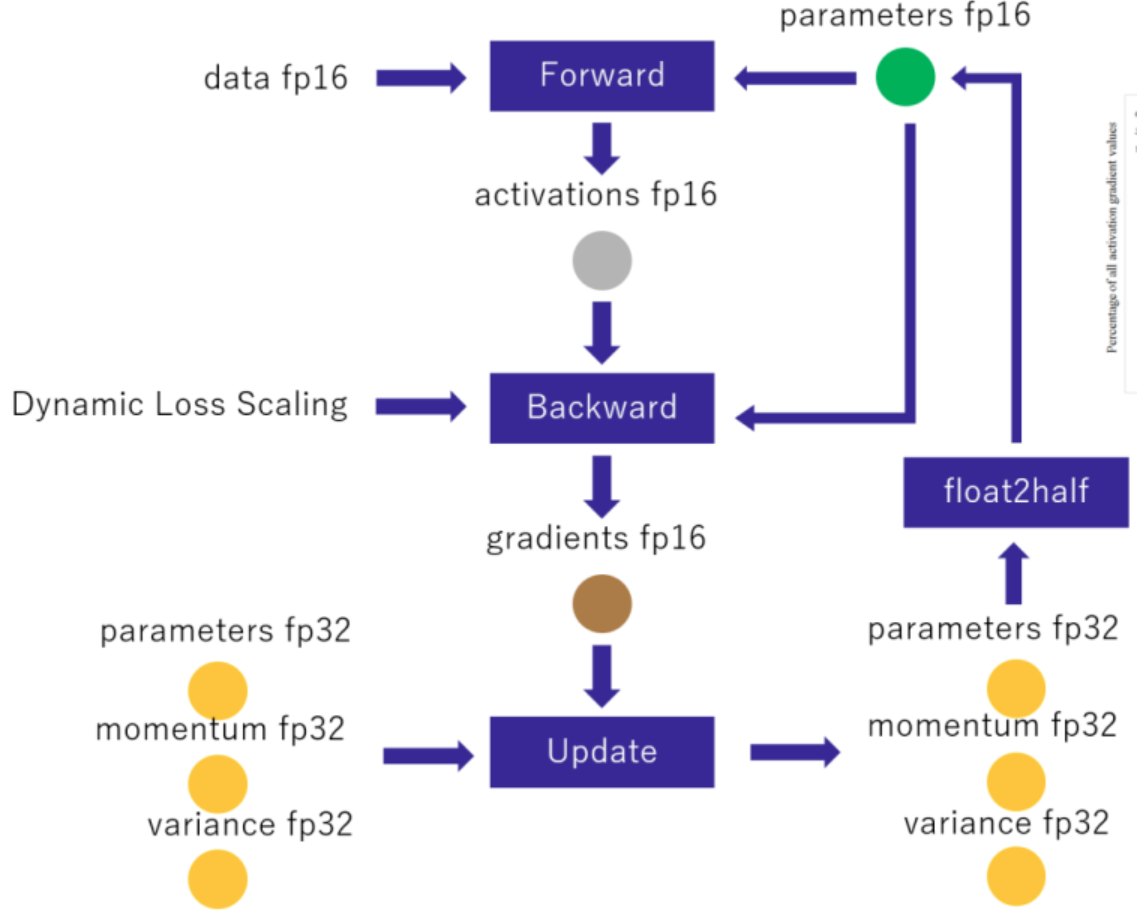 parameters fp16
data fp16
Forward
activations fp16
Percentage of all activation gradient values
Dynamic Loss Scaling
Backward
float2half
gradients fp16
parameters fp32
momentum fp32
variance fp32
Update
parameters fp32
momentum fp32
variance fp32